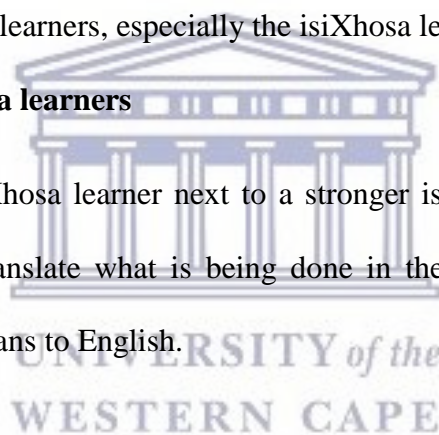 learners, especially the isiXhosa le
a learners
hosa learner next to a stronger is
anslate what is being done in the
ans to English.
UNIVERSITY of the
WESTERN CAPE